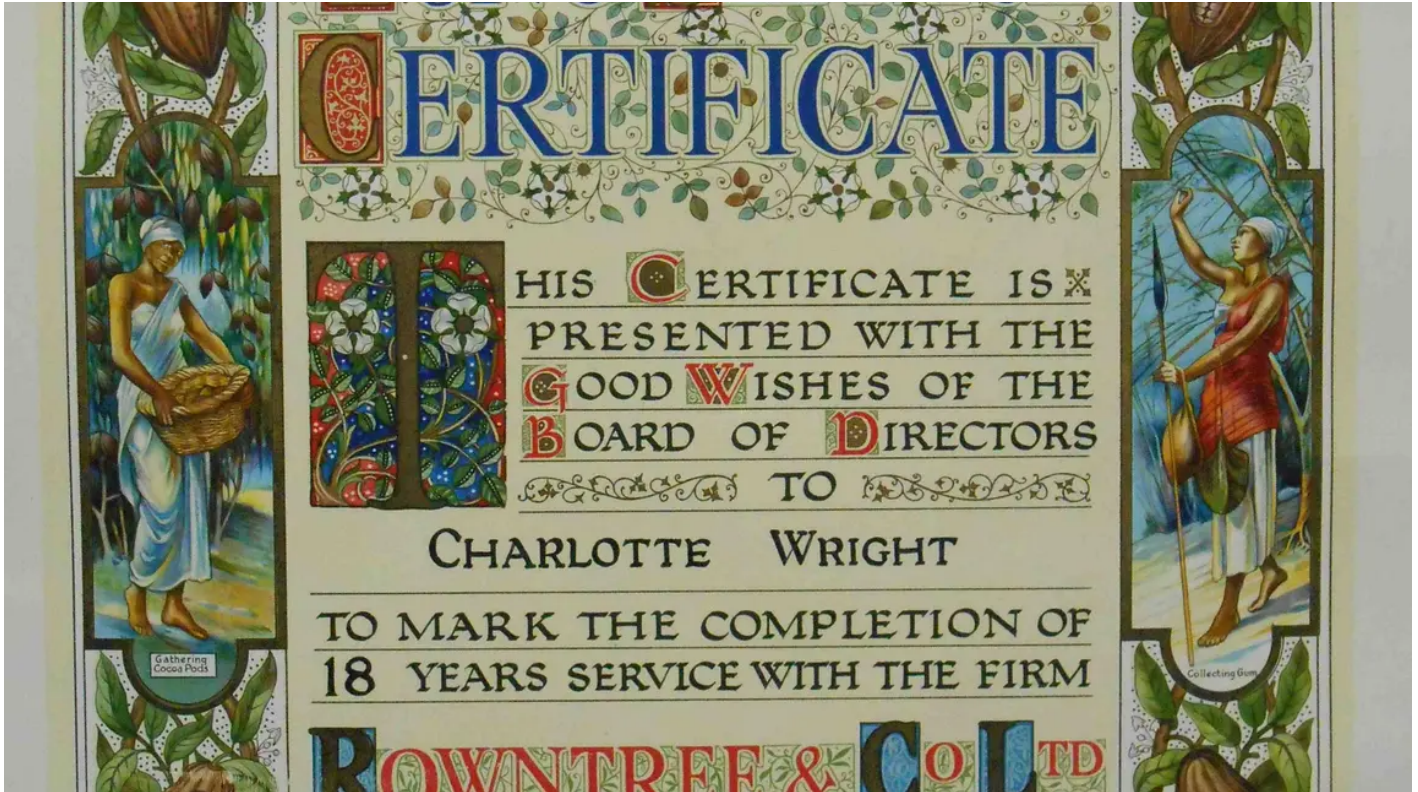 CERTIFICATE
THIS CERTIFICATE IS
PRESENTED WITH THE
GOOD WISHES OF THE
BOARD OF DIRECTORS
TO
CHARLOTTE WRIGHT
TO MARK THE COMPLETION OF
18 YEARS SERVICE WITH THE FIRM
ROWNTREE & CO LTD
Gathering
Cocoa Pods
Collecting Gum